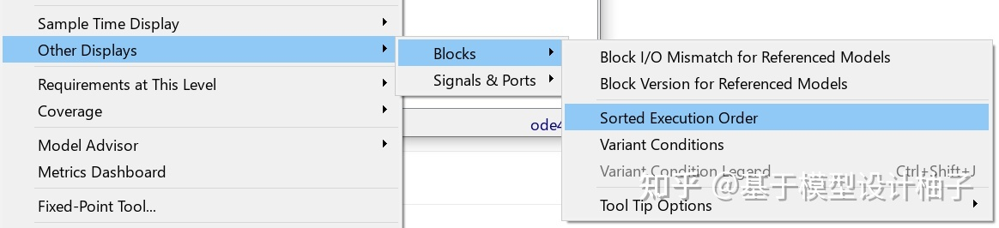 Sample Time Display
Other Displays
Requirements at This Level
Coverage
Model Advisor
Metrics Dashboard
Fixed-Point Tool...
Blocks
Signals & Ports
ode4
Block I/O Mismatch for Referenced Models
Block Version for Referenced Models
Sorted Execution Order
Variant Conditions
Variant Condition Legend Ctrl+Shift+J
Tool Tip Options
知乎 @基于模型设计柚子